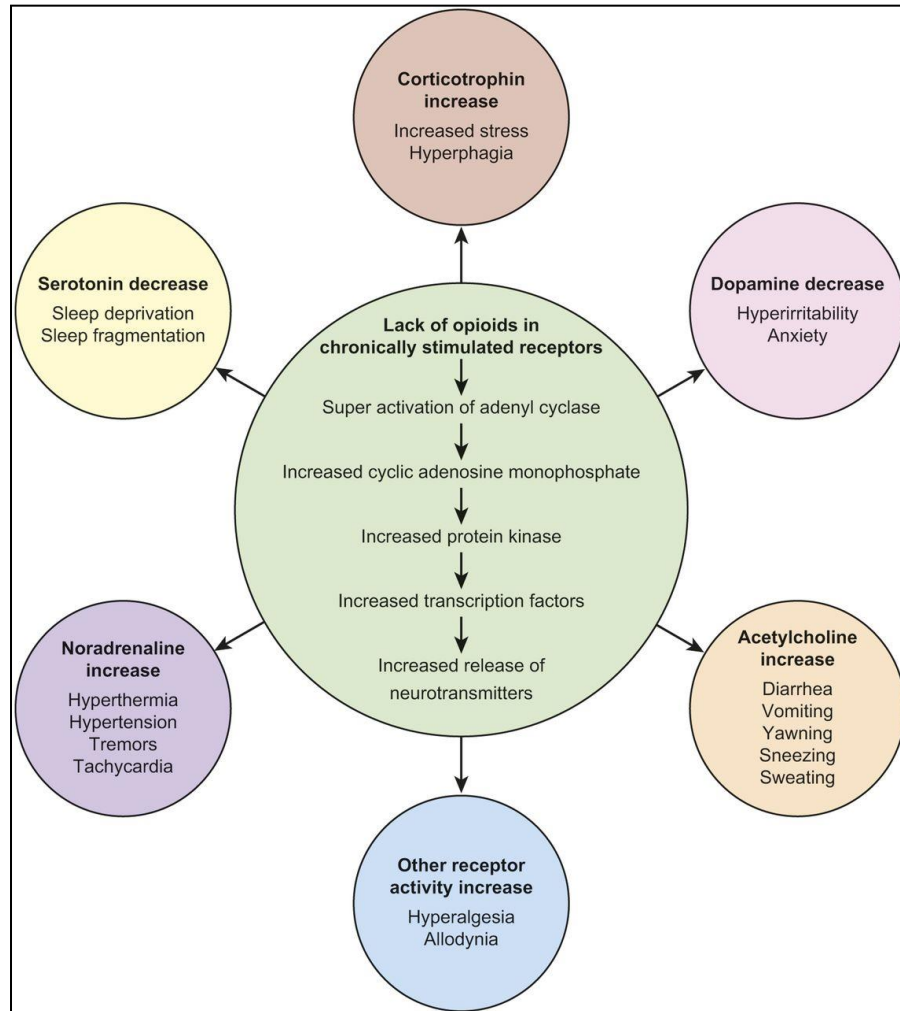 Corticotrophin
increase
Increased stress
Hyperphagia
Serotonin decrease
Sleep deprivation
Sleep fragmentation
Dopamine decrease
Hyperirritability
Anxiety
Lack of opioids in
chronically stimulated receptors
Super activation of adenyl cyclase
Increased cyclic adenosine monophosphate
Increased protein kinase
Increased transcription factors
Increased release of
neurotransmitters
Noradrenaline
increase
Hyperthermia
Hypertension
Tremors
Tachycardia
Acetylcholine
increase
Diarrhea
Vomiting
Yawning
Sneezing
Sweating
Other receptor
activity increase
Hyperalgesia
Allodynia